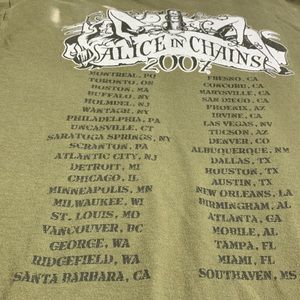 ALICE IN CHAINS
2007
MONTREAL, PQ
TORONTO, ON
BOSTON, MA
BUFFALO, NY
HOLMDEL, NJ
WANTAGH, NY
PHILADELPHIA, PA
UNCASVILLE, CT
SARATOGA SPRINGS, NY
SCRANTON, PA
ATLANTIC CITY, NJ
DETROIT, MI
CHICAGO, IL
MINNEAPOLIS, MN
MILWAUKEE, WI
ST. LOUIS, MO
VANCOUVER, BC
GEORGE, WA
RIDGEFIELD, WA
SANTA BARBARA, CA
FRESNO, CA
CONCORD, CA
MARYSVILLE, CA
SAN DIEGO, CA
PHOENIX, AZ
IRVINE, CA
LAS VEGAS, NV
TUCSON, AZ
DENVER, CO
ALBUQUERQUE, NM
DALLAS, TX
HOUSTON, TX
AUSTIN, TX
NEW ORLEANS, LA
BIRMINGHAM, AL
ATLANTA, GA
MOBILE, AL
TAMPA, FL
MIAMI, FL
SOUTHAVEN, MS